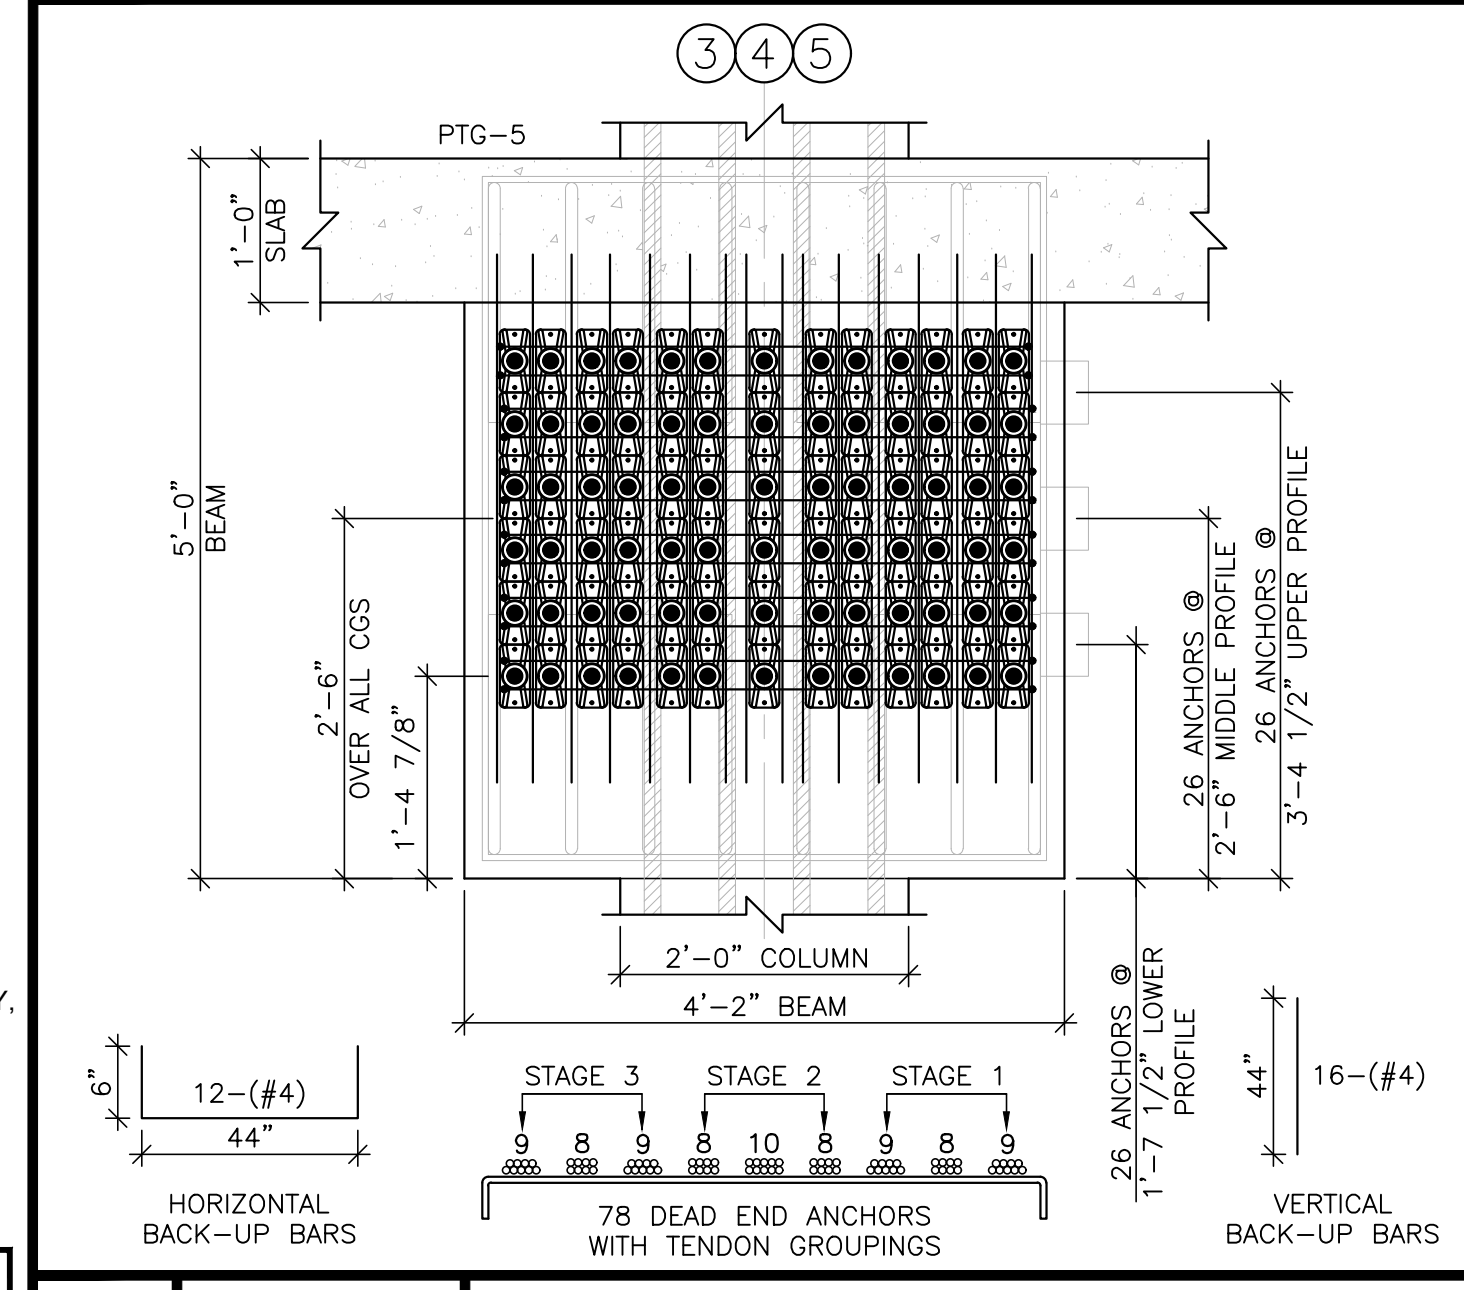 3 4 5
PTG-5
1'-0"
SLAB
5'-0"
BEAM
2'-6"
OVER ALL CGS
1'-4 7/8"
26 ANCHORS @
2'-6" MIDDLE PROFILE
26 ANCHORS @
3'-4 1/2" UPPER PROFILE
26 ANCHORS @
1'-7 1/2" LOWER
PROFILE
2'-0" COLUMN
4'-2" BEAM
Y,
6"
12-(#4)
44"
HORIZONTAL
BACK-UP BARS
STAGE 3 STAGE 2 STAGE 1
9 8 9 8 10 8 9 8 9
78 DEAD END ANCHORS
WITH TENDON GROUPINGS
44"
16-(#4)
VERTICAL
BACK-UP BARS